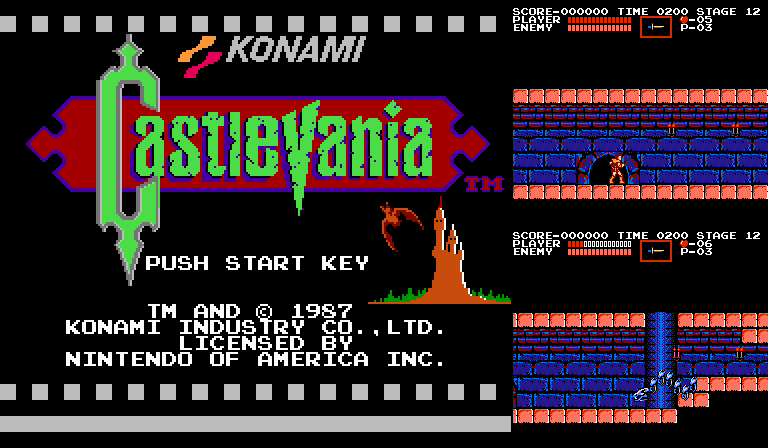 KONAMI
Castlevania
TM
PUSH START KEY
TM AND © 1987
KONAMI INDUSTRY CO.,LTD.
LICENSED BY
NINTENDO OF AMERICA INC.
SCORE-000000 TIME 0200 STAGE 12
PLAYER -05
ENEMY P-03
SCORE-000000 TIME 0200 STAGE 12
PLAYER -06
ENEMY P-03